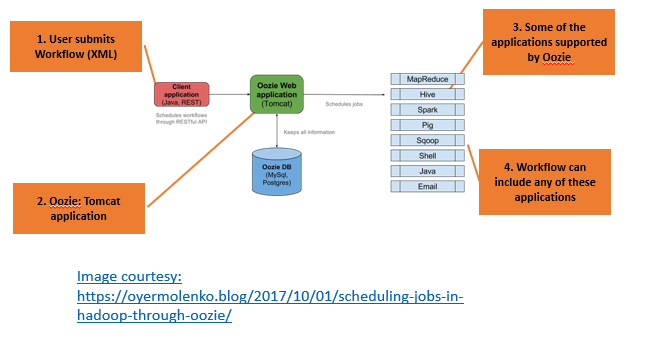 1. User submits
Workflow (XML)
3. Some of the
applications supported
by Oozie
Client
application
(Java, REST)
Schedules workflows
through RESTful API
Oozie Web
application
(Tomcat)
Schedules jobs
Keeps all information
Oozie DB
(MySql,
Postgres)
MapReduce
Hive
Spark
Pig
Sqoop
Shell
Java
Email
2. Oozie: Tomcat
application
4. Workflow can
include any of these
applications
Image courtesy:
https://oyermolenko.blog/2017/10/01/scheduling-jobs-in-
hadoop-through-oozie/